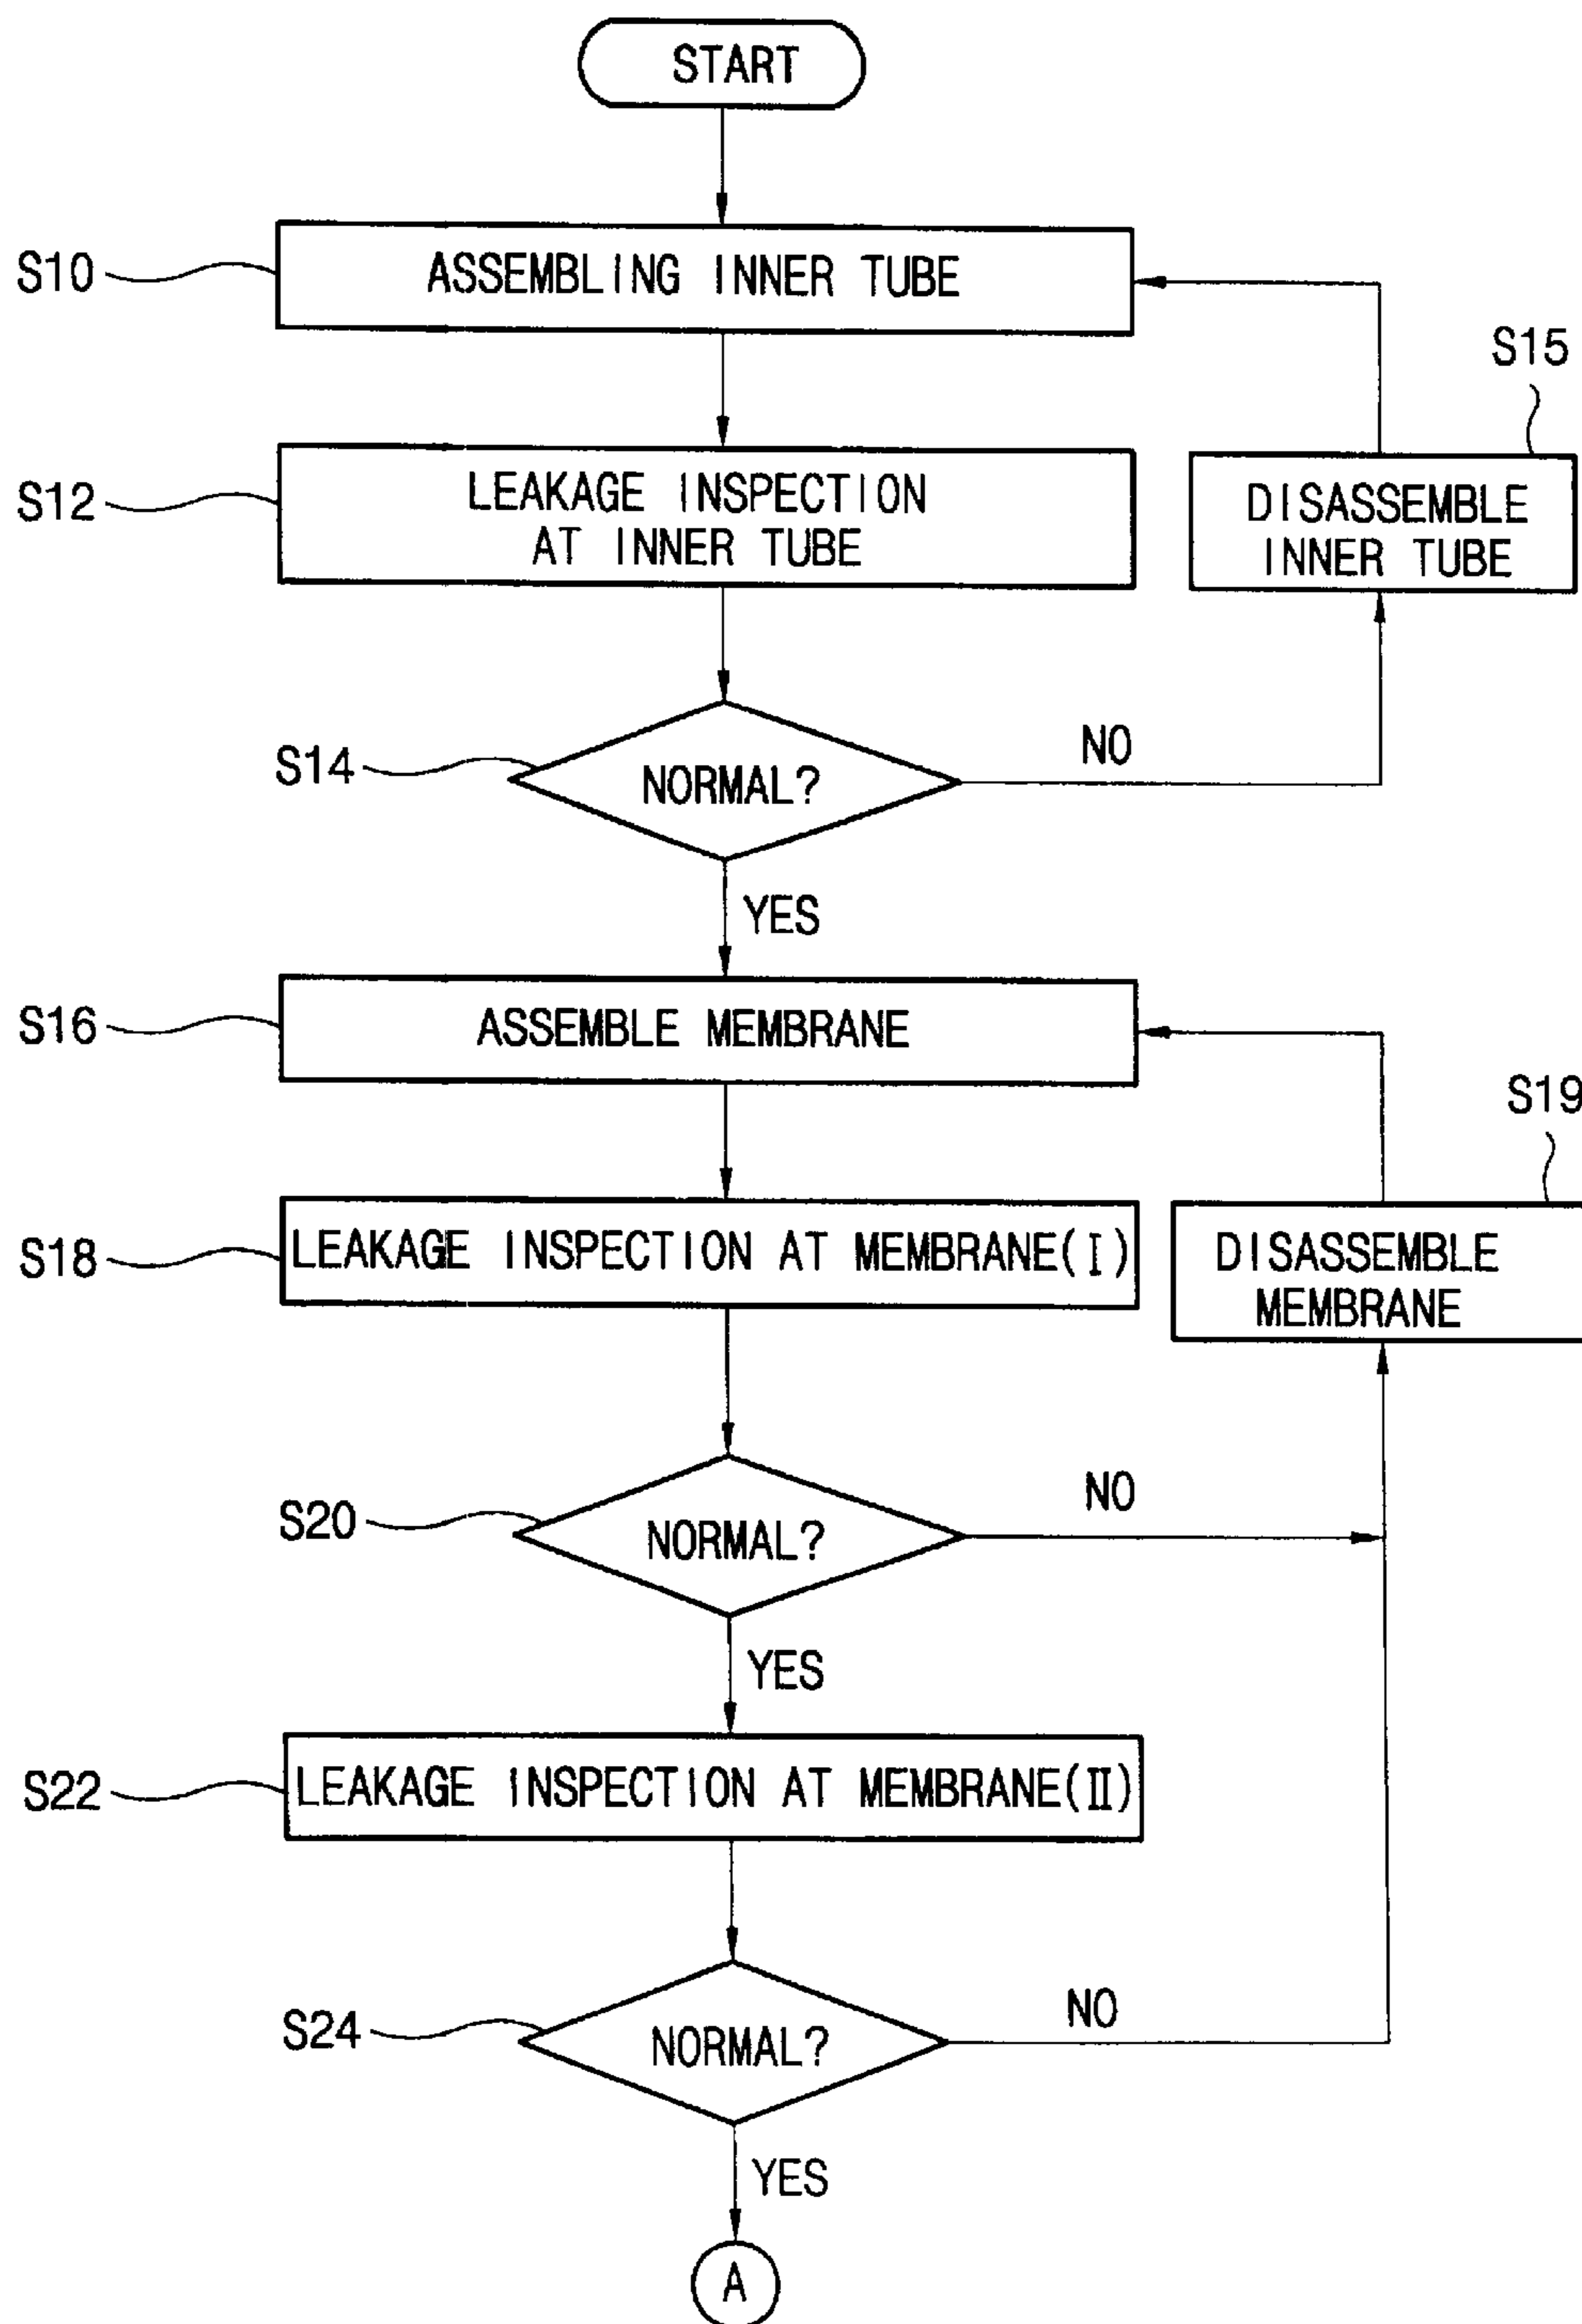 START
S10
ASSEMBLING INNER TUBE
S15
S12
LEAKAGE INSPECTION
AT INNER TUBE
DISASSEMBLE
INNER TUBE
S14
NORMAL?
NO
YES
S16
ASSEMBLE MEMBRANE
S19
S18
LEAKAGE INSPECTION AT MEMBRANE(I)
DISASSEMBLE
MEMBRANE
S20
NORMAL?
NO
YES
S22
LEAKAGE INSPECTION AT MEMBRANE(II)
S24
NORMAL?
NO
YES
A